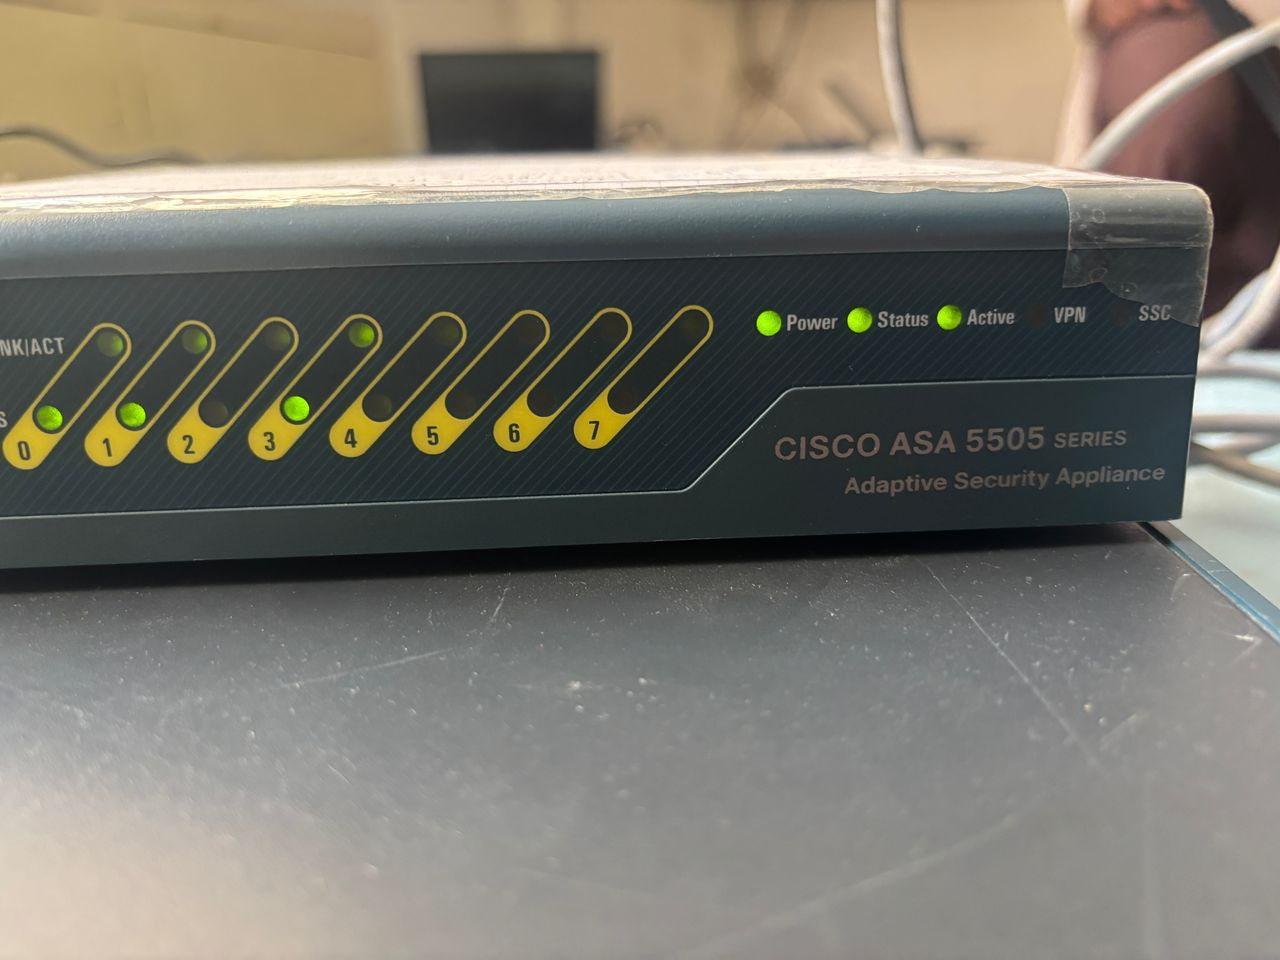 NK/ACT
Power
Status
Active
VPN
SSC
S
0
1
2
3
4
5
6
7
CISCO ASA 5505 SERIES
Adaptive Security Appliance